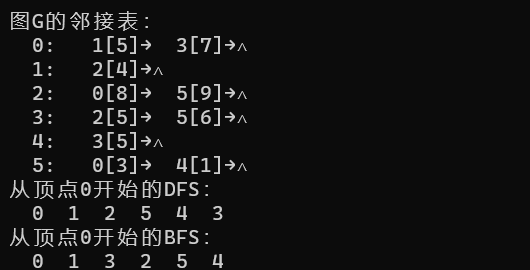 图G的邻接表:
0: 1[5]→ 3[7]→∧
1: 2[4]→∧
2: 0[8]→ 5[9]→∧
3: 2[5]→ 5[6]→∧
4: 3[5]→∧
5: 0[3]→ 4[1]→∧
从顶点0开始的DFS:
0 1 2 5 4 3
从顶点0开始的BFS:
0 1 3 2 5 4